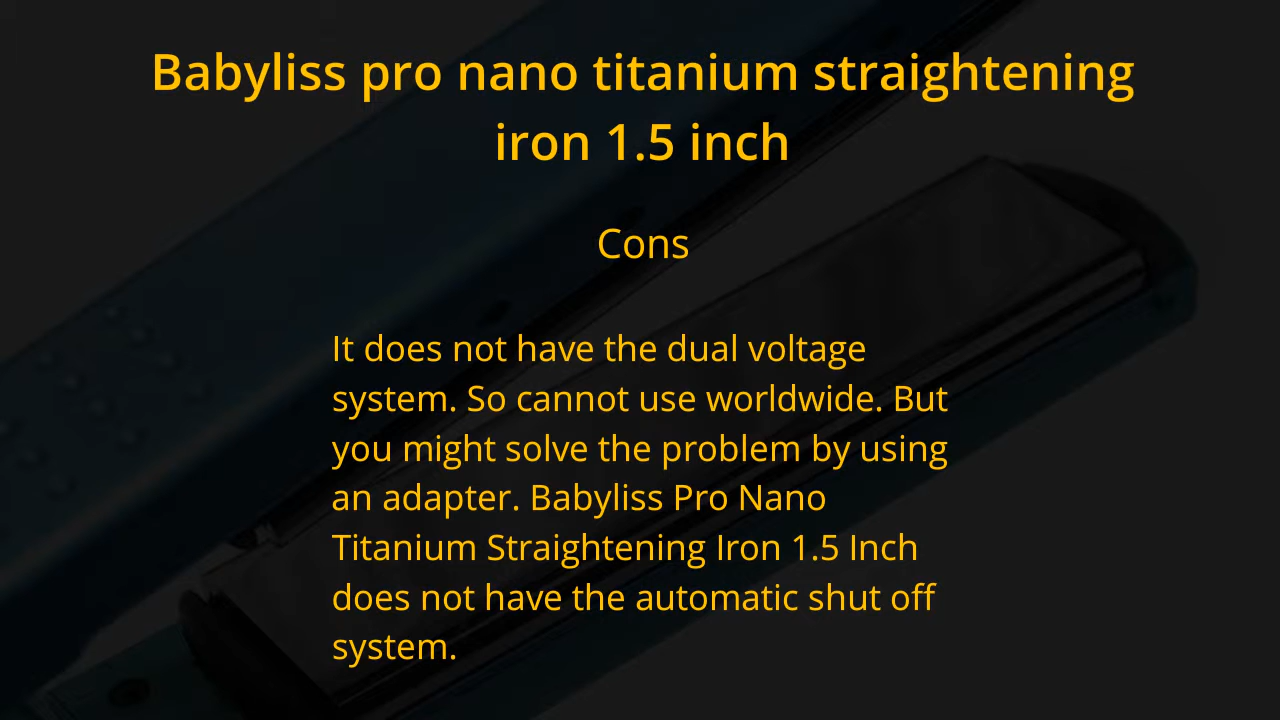 Babyliss pro nano titanium straightening
iron 1.5 inch
Cons
It does not have the dual voltage
system. So cannot use worldwide. But
you might solve the problem by using
an adapter. Babyliss Pro Nano
Titanium Straightening Iron 1.5 Inch
does not have the automatic shut off
system.